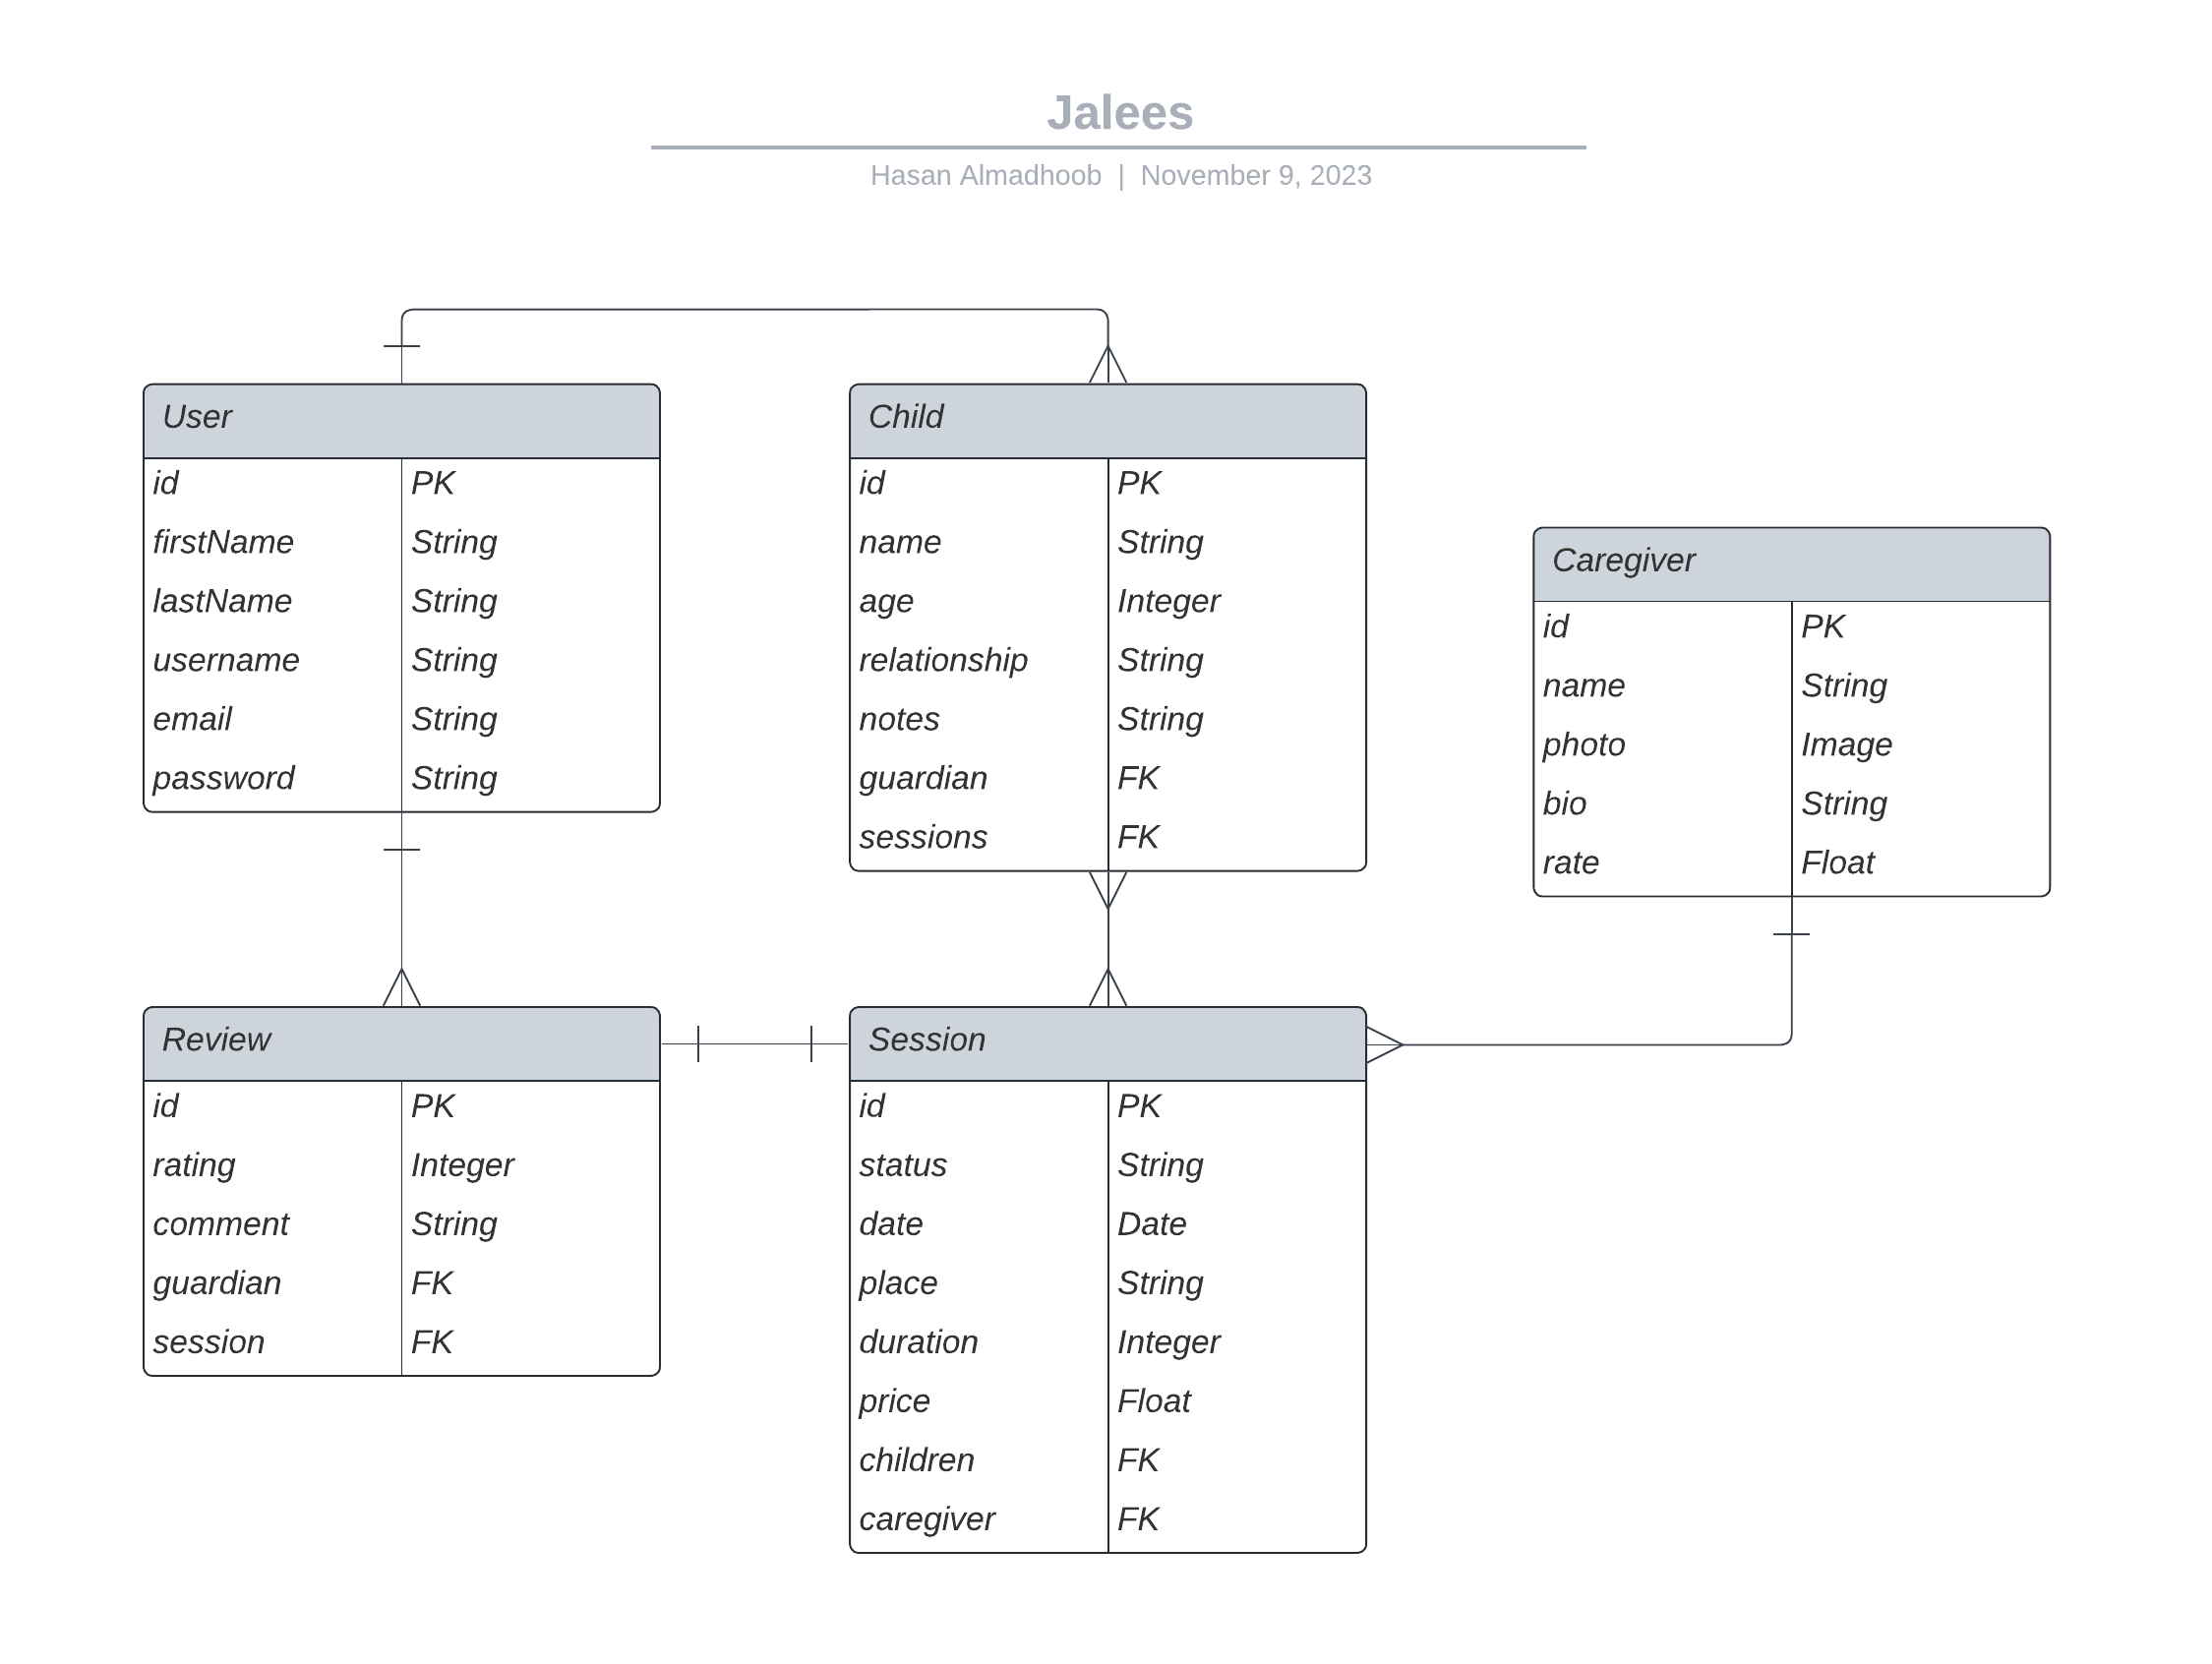 Jalees
Hasan Almadhoob | November 9, 2023
User
id PK
firstName String
lastName String
username String
email String
password String
Child
id PK
name String
age Integer
relationship String
notes String
guardian FK
sessions FK
Caregiver
id PK
name String
photo Image
bio String
rate Float
Review
id PK
rating Integer
comment String
guardian FK
session FK
Session
id PK
status String
date Date
place String
duration Integer
price Float
children FK
caregiver FK